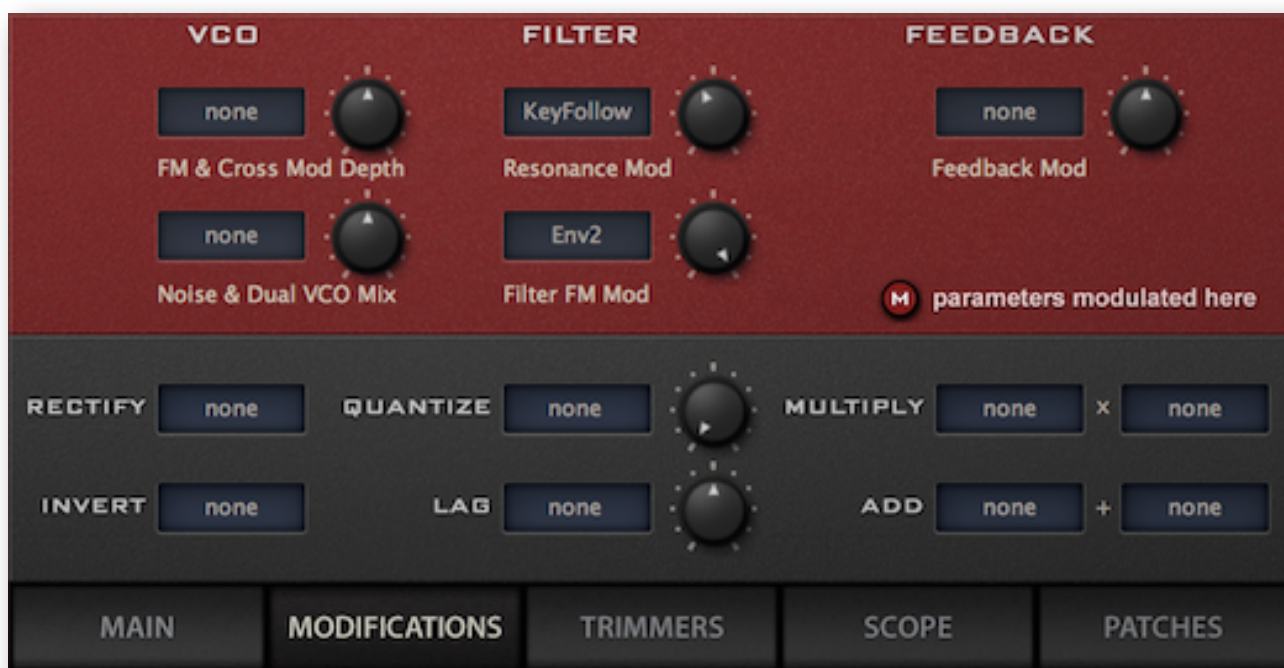 VCO FILTER FEEDBACK
none KeyFollow none
FM & Cross Mod Depth Resonance Mod Feedback Mod
none Env2
Noise & Dual VCO Mix Filter FM Mod
M parameters modulated here
RECTIFY none QUANTIZE none MULTIPLY none x none
INVERT none LAG none ADD none + none
MAIN MODIFICATIONS TRIMMERS SCOPE PATCHES